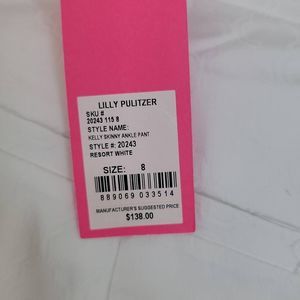 LILLY PULITZER
SKU #
20243 115 8
STYLE NAME:
KELLY SKINNY ANKLE PANT
STYLE #: 20243
RESORT WHITE
SIZE: 8
889069 033514
MANUFACTURER'S SUGGESTED PRICE
$138.00